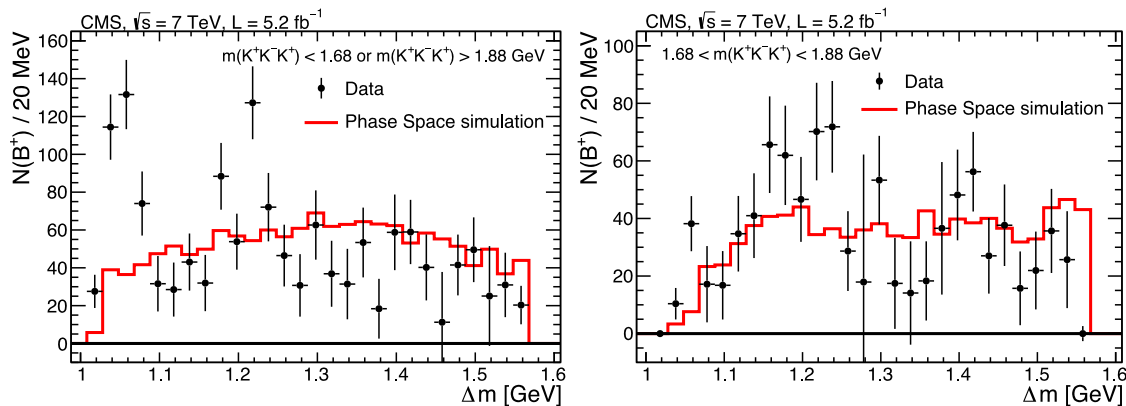 CMS, √s = 7 TeV, L = 5.2 fb⁻¹
m(K⁺K⁻K⁺) < 1.68 or m(K⁺K⁻K⁺) > 1.88 GeV
Data
Phase Space simulation
N(B⁺) / 20 MeV
160
140
120
100
80
60
40
20
0
1 1.1 1.2 1.3 1.4 1.5 1.6
Δm [GeV]
CMS, √s = 7 TeV, L = 5.2 fb⁻¹
1.68 < m(K⁺K⁻K⁺) < 1.88 GeV
Data
Phase Space simulation
N(B⁺) / 20 MeV
100
80
60
40
20
0
1 1.1 1.2 1.3 1.4 1.5 1.6
Δm [GeV]